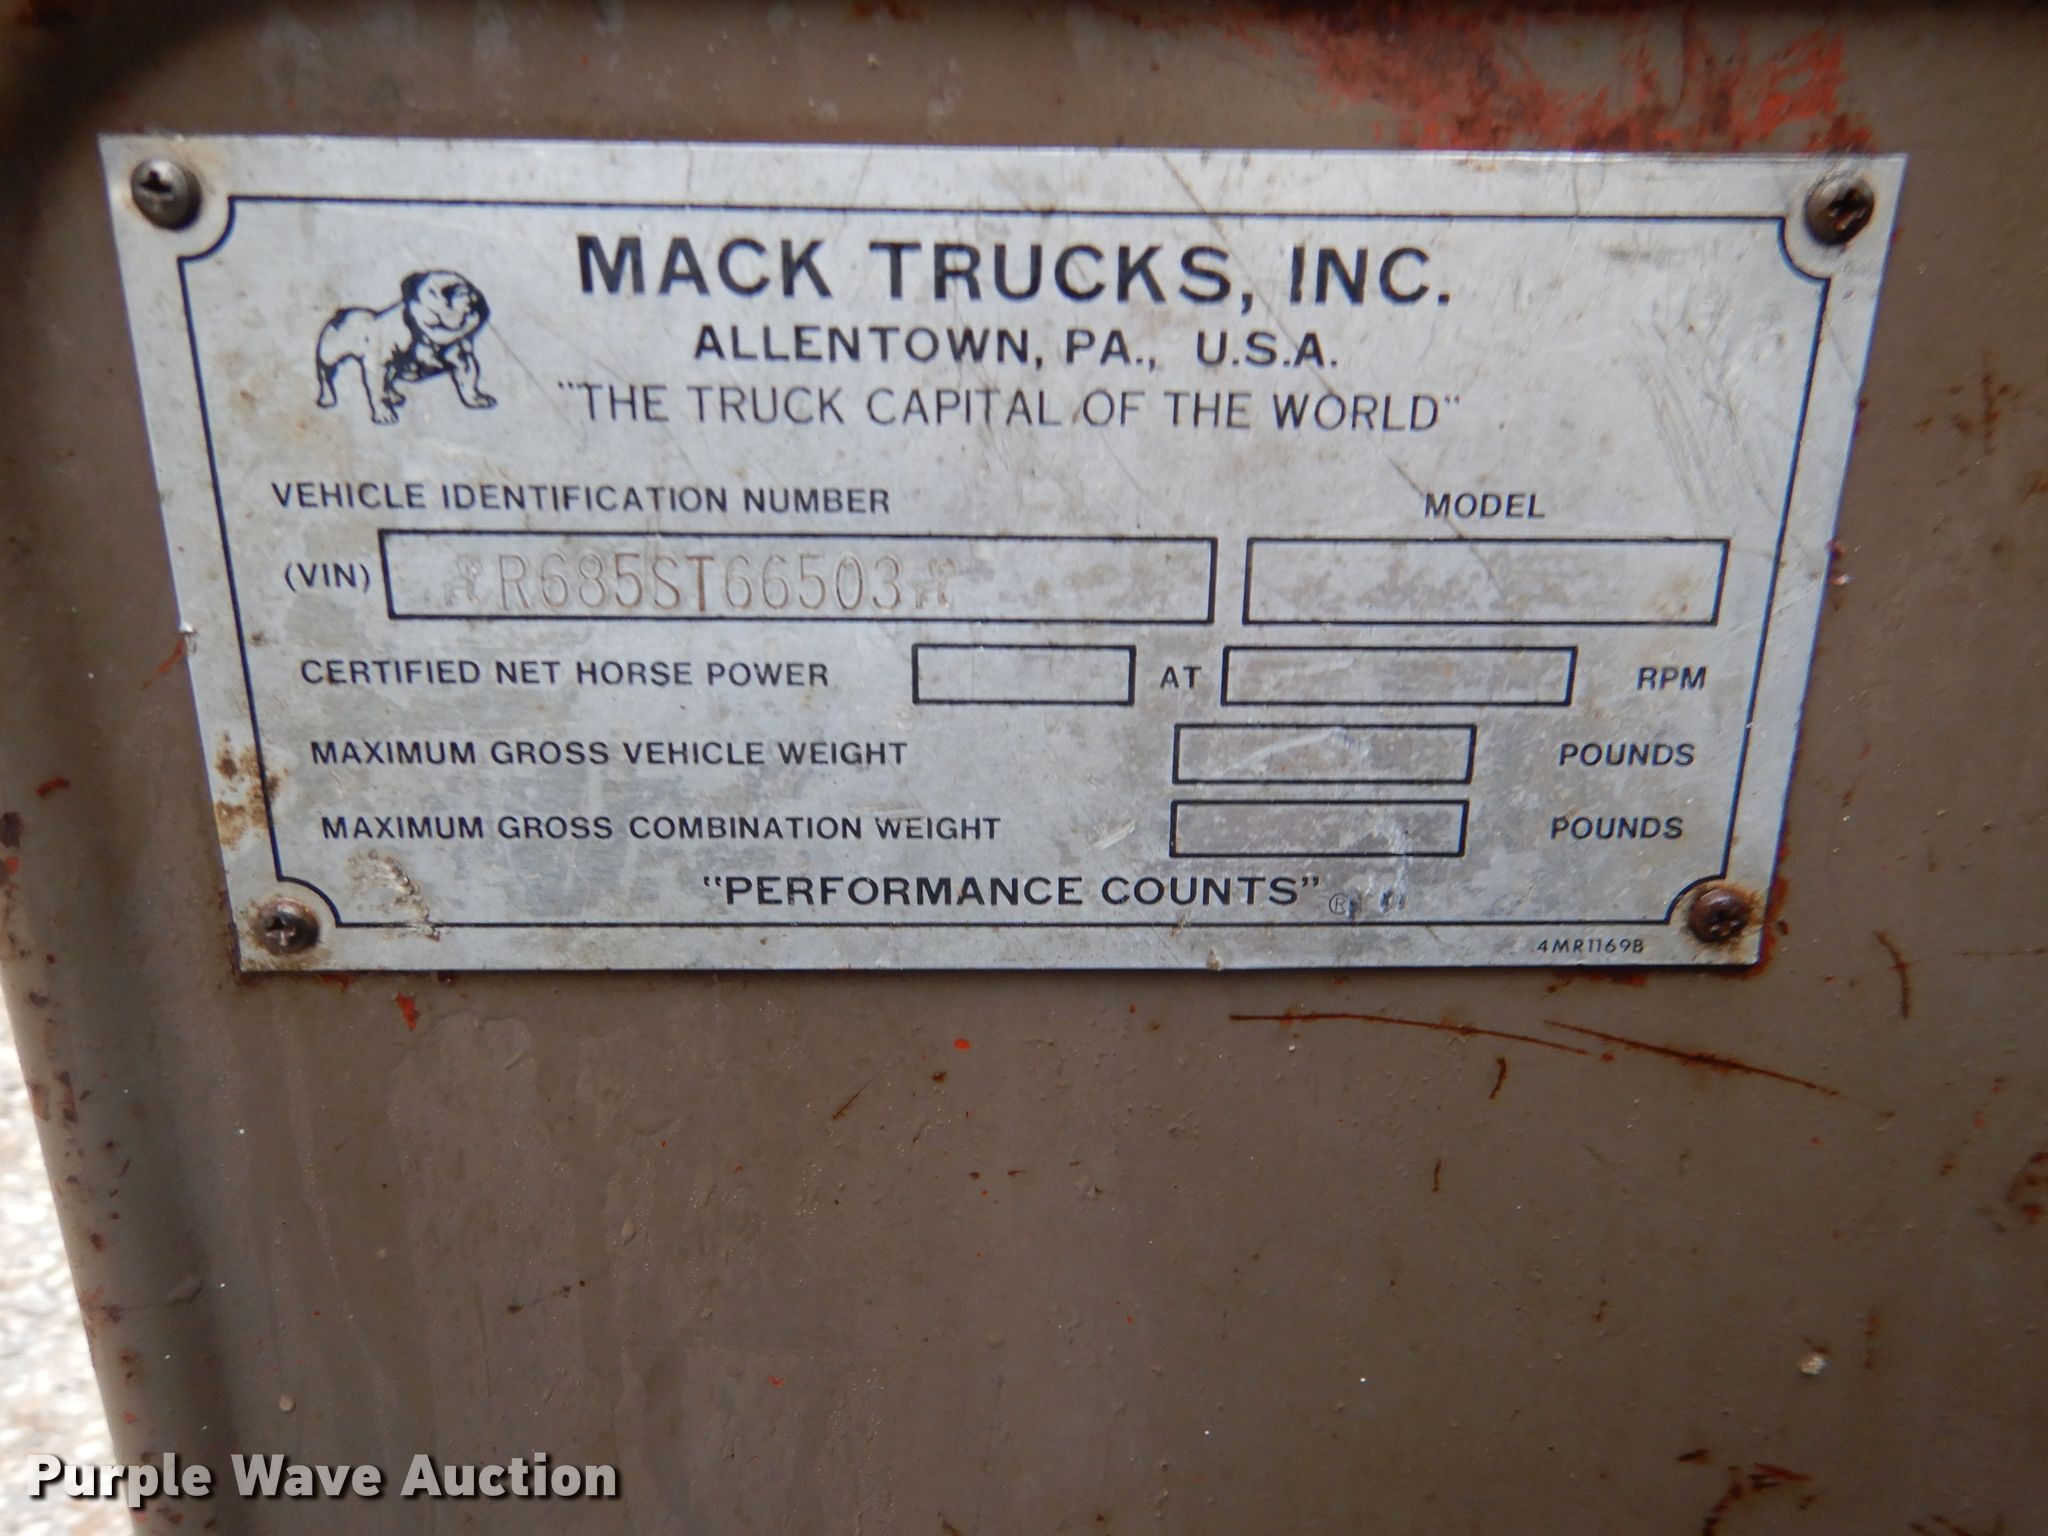 MACK TRUCKS, INC.
ALLENTOWN, PA., U.S.A.
"THE TRUCK CAPITAL OF THE WORLD"
VEHICLE IDENTIFICATION NUMBER MODEL
(VIN) R685ST66503
CERTIFIED NET HORSE POWER AT RPM
MAXIMUM GROSS VEHICLE WEIGHT POUNDS
MAXIMUM GROSS COMBINATION WEIGHT POUNDS
"PERFORMANCE COUNTS"®
4MR1169B
Purple Wave Auction